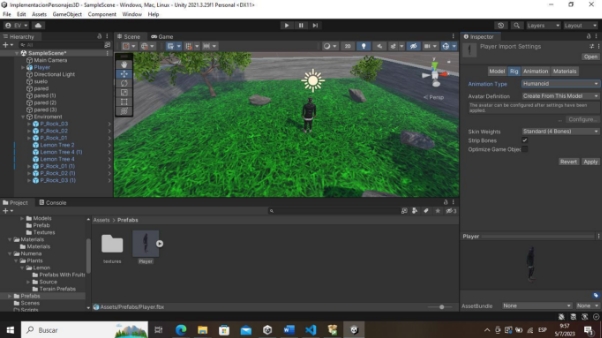 ImplementacionPersonajes3D - SampleScene - Windows, Mac, Linux - Unity 2021.3.25f1 Personal <DX11>
File Edit Assets GameObject Component Window Help
EV
Layers
Layout
Hierarchy
All
SampleScene*
Main Camera
Player
Directional Light
suelo
pared
pared (1)
pared (2)
pared (3)
Enviroment
P_Rock_03
P_Rock_02
P_Rock_01
Lemon Tree 2
Lemon Tree 4 (1)
Lemon Tree 4
P_Rock_01 (1)
P_Rock_02 (1)
P_Rock_03 (1)
Scene
Game
2D
Persp
Inspector
Player Import Settings
Open
Model Rig Animation Materials
Animation Type Humanoid
Avatar Definition Create From This Model
The avatar can be configured after settings have been applied.
Configure...
Skin Weights Standard (4 Bones)
Strip Bones
Optimize Game Obje
Revert Apply
Project
Console
Models
Prefab
Textures
Materials
Materials
Numena
Plants
Lemon
Prefabs With Fruits
Source
Terrain Prefabs
Prefabs
Scenes
Scripts
Assets > Prefabs
textures
Player
Assets/Prefabs/Player.fbx
Player
AssetBundle None None
Buscar
ESP
9:57
5/7/2023